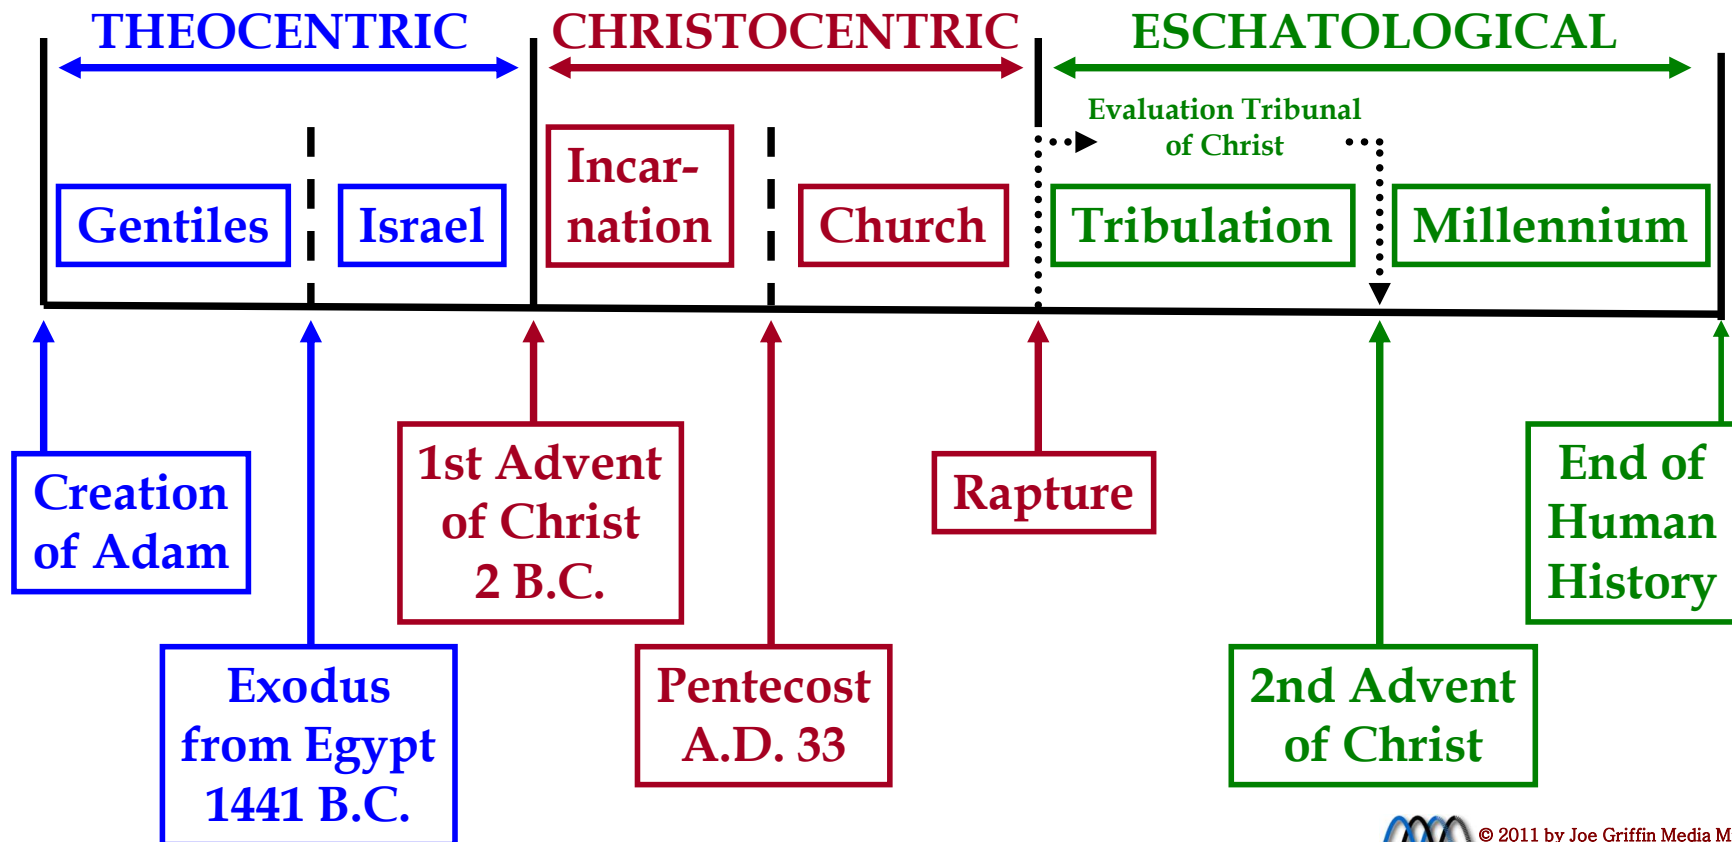 THEOCENTRIC
CHRISTOCENTRIC
ESCHATOLOGICAL
Evaluation Tribunal
of Christ
Gentiles
Israel
Incar-
nation
Church
Tribulation
Millennium
Creation
of Adam
Exodus
from Egypt
1441 B.C.
1st Advent
of Christ
2 B.C.
Pentecost
A.D. 33
Rapture
2nd Advent
of Christ
End of
Human
History
© 2011 by Joe Griffin Media M